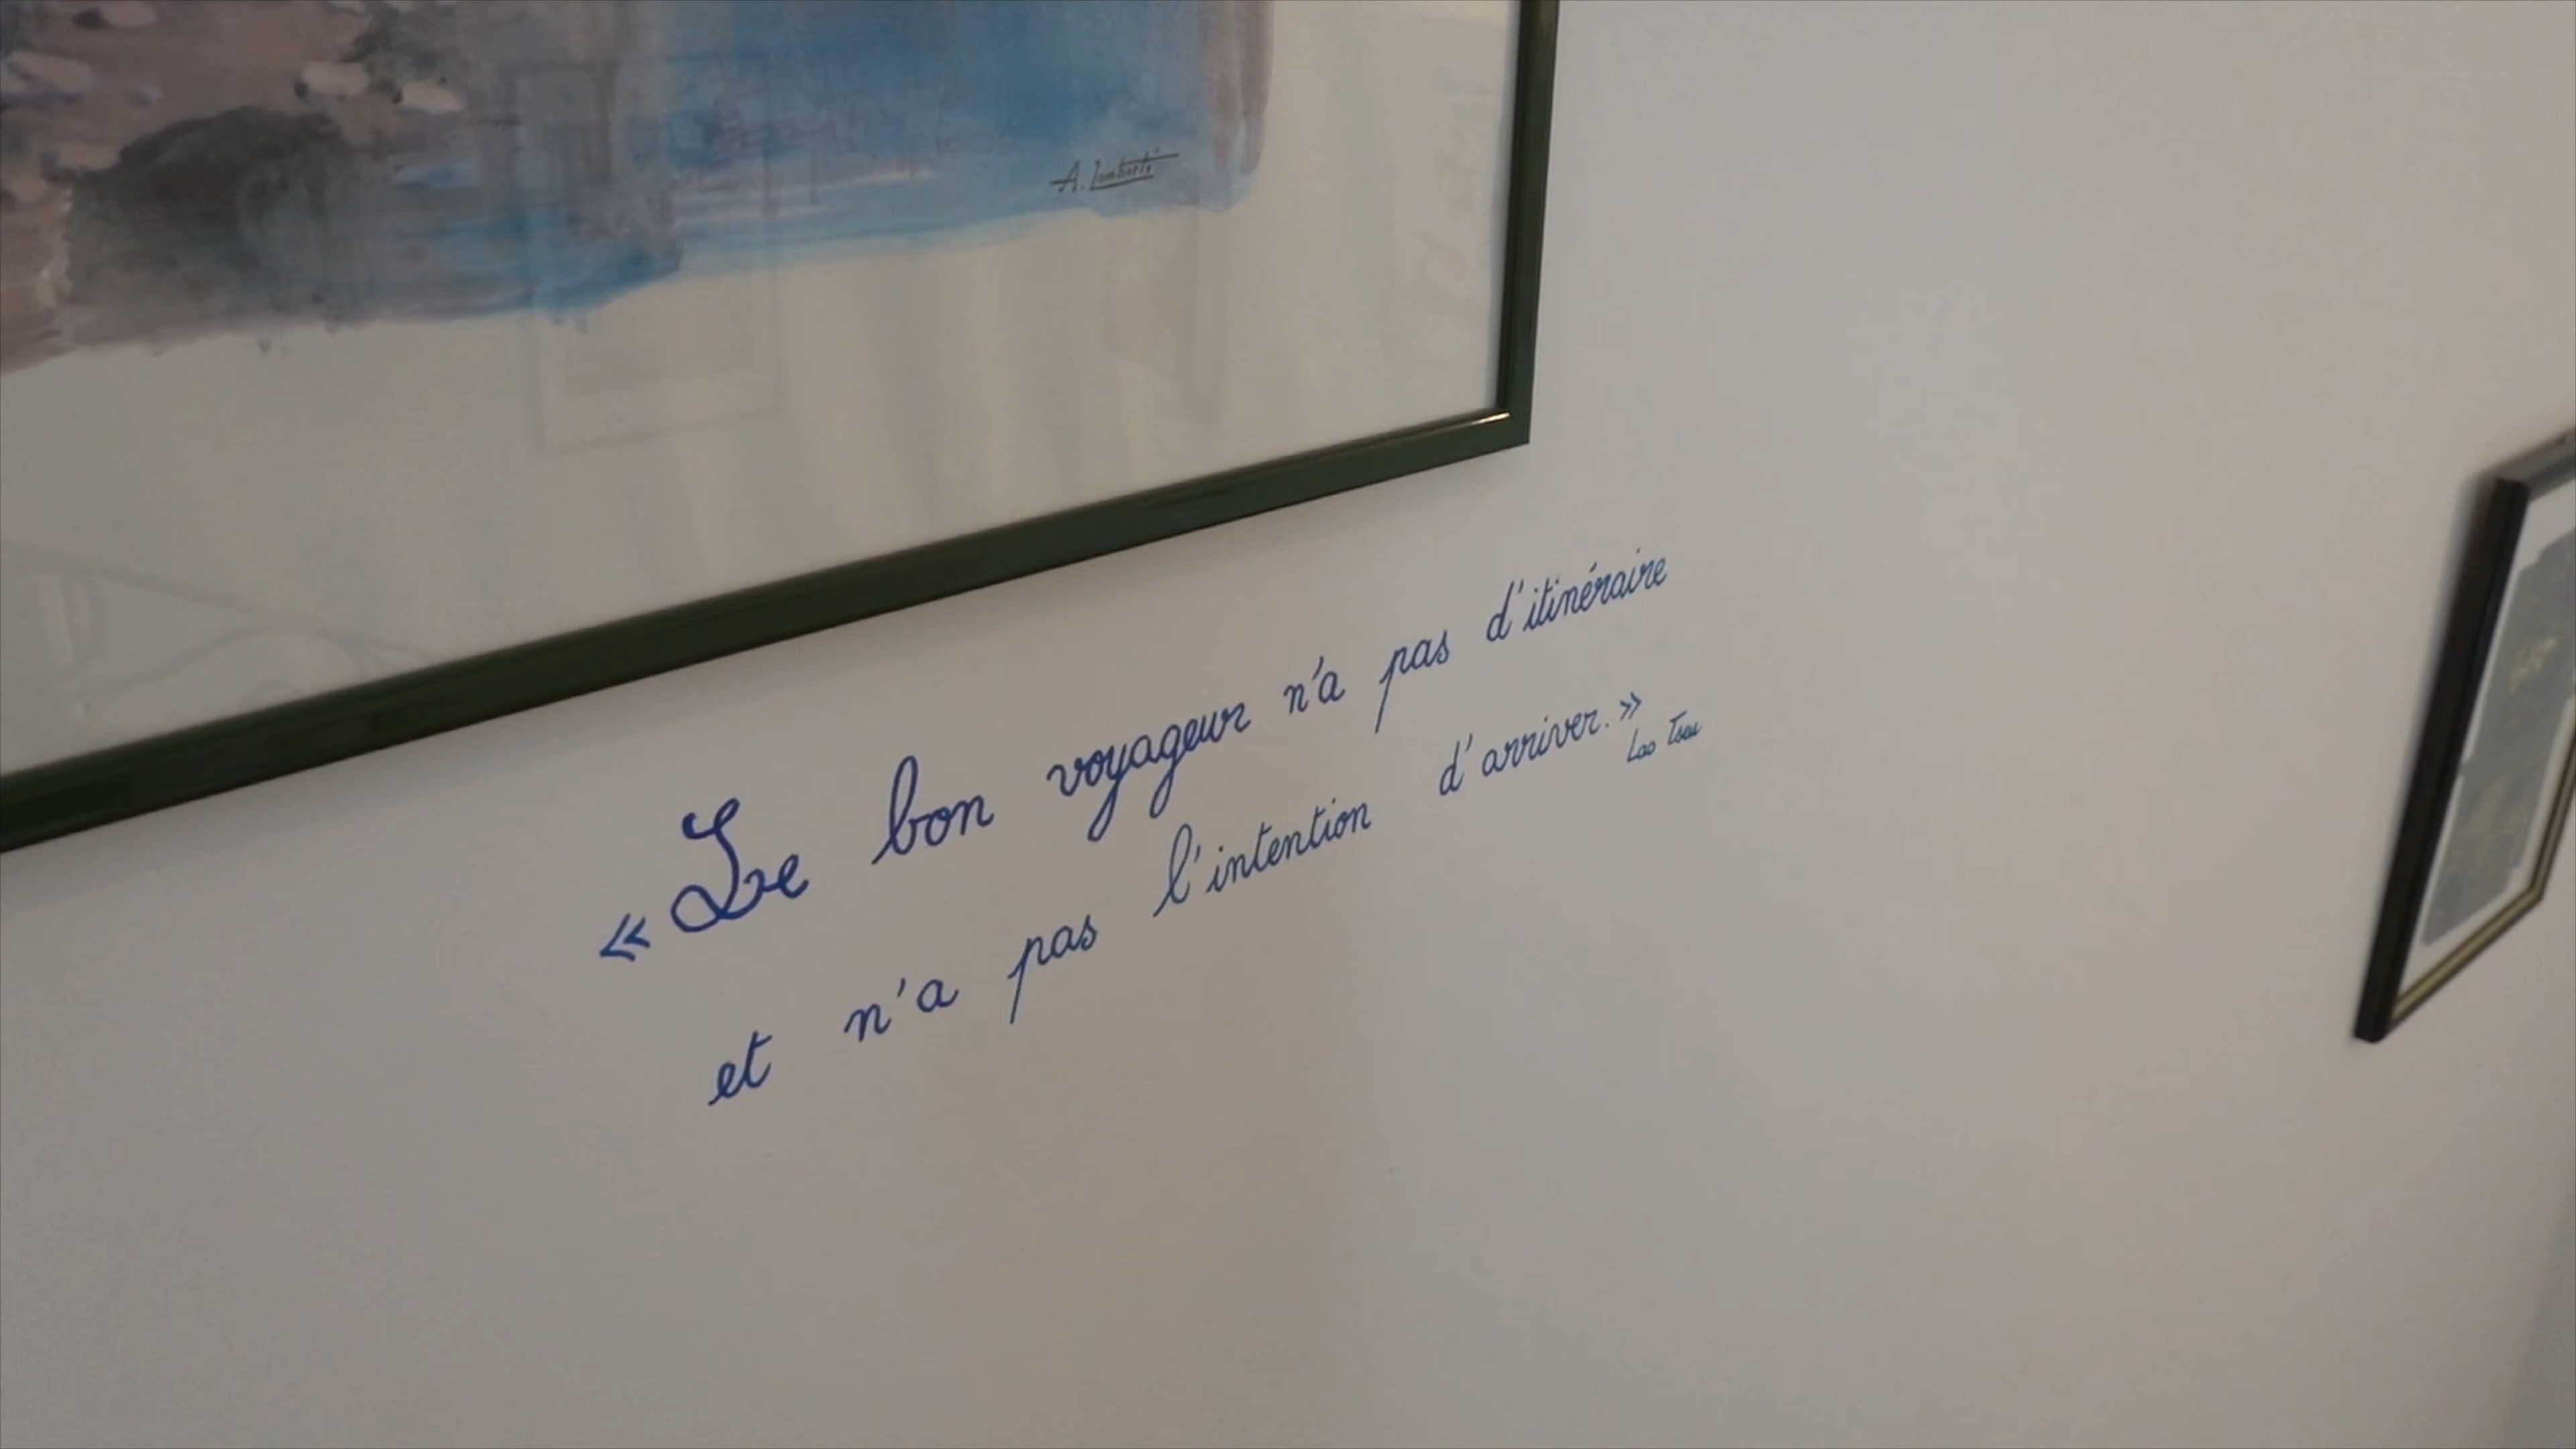 « Le bon voyageur n'a pas d'itinéraire
et n'a pas l'intention d'arriver. »
Lao Tseu